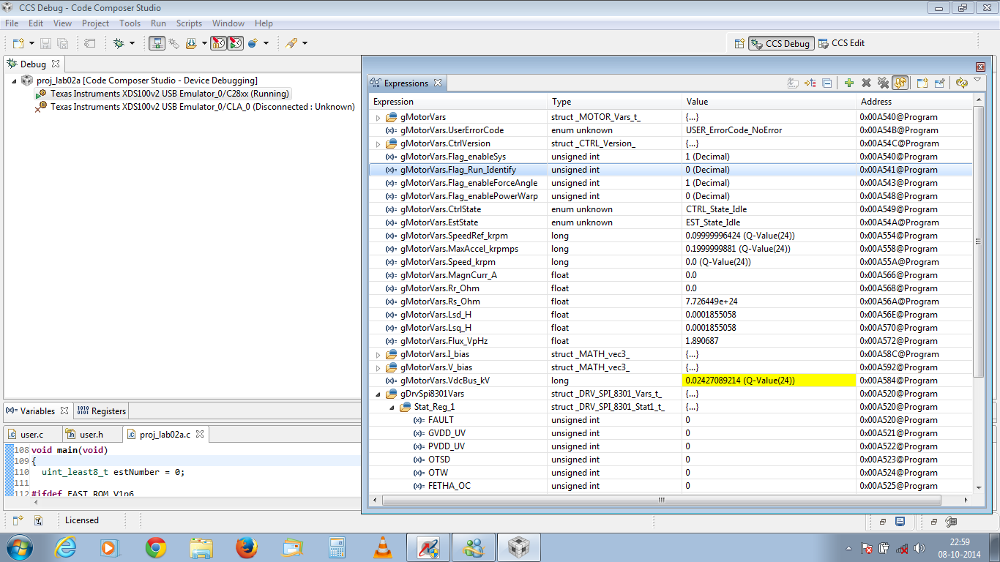 CCS Debug - Code Composer Studio
File Edit View Project Tools Run Scripts Window Help
CCS Debug CCS Edit
Debug
proj_lab02a [Code Composer Studio - Device Debugging]
Texas Instruments XDS100v2 USB Emulator_0/C28xx (Running)
Texas Instruments XDS100v2 USB Emulator_0/CLA_0 (Disconnected : Unknown)
Expressions
Expression Type Value Address
gMotorVars struct _MOTOR_Vars_t_ {...} 0x00A540@Program
(x)= gMotorVars.UserErrorCode enum unknown USER_ErrorCode_NoError 0x00A54B@Program
gMotorVars.CtrlVersion struct _CTRL_Version_ {...} 0x00A54C@Program
(x)= gMotorVars.Flag_enableSys unsigned int 1 (Decimal) 0x00A540@Program
(x)= gMotorVars.Flag_Run_Identify unsigned int 0 (Decimal) 0x00A541@Program
(x)= gMotorVars.Flag_enableForceAngle unsigned int 1 (Decimal) 0x00A543@Program
(x)= gMotorVars.Flag_enablePowerWarp unsigned int 0 (Decimal) 0x00A548@Program
(x)= gMotorVars.CtrlState enum unknown CTRL_State_Idle 0x00A549@Program
(x)= gMotorVars.EstState enum unknown EST_State_Idle 0x00A54A@Program
(x)= gMotorVars.SpeedRef_krpm long 0.09999996424 (Q-Value(24)) 0x00A554@Program
(x)= gMotorVars.MaxAccel_krpmps long 0.1999999881 (Q-Value(24)) 0x00A558@Program
(x)= gMotorVars.Speed_krpm long 0.0 (Q-Value(24)) 0x00A55A@Program
(x)= gMotorVars.MagnCurr_A float 0.0 0x00A566@Program
(x)= gMotorVars.Rr_Ohm float 0.0 0x00A568@Program
(x)= gMotorVars.Rs_Ohm float 7.726449e+24 0x00A56A@Program
(x)= gMotorVars.Lsd_H float 0.0001855058 0x00A56E@Program
(x)= gMotorVars.Lsq_H float 0.0001855058 0x00A570@Program
(x)= gMotorVars.Flux_VpHz float 1.890687 0x00A572@Program
gMotorVars.I_bias struct _MATH_vec3_ {...} 0x00A58C@Program
gMotorVars.V_bias struct _MATH_vec3_ {...} 0x00A592@Program
(x)= gMotorVars.VdcBus_kV long 0.02427089214 (Q-Value(24)) 0x00A584@Program
gDrvSpi8301Vars struct _DRV_SPI_8301_Vars_t_ {...} 0x00A520@Program
Stat_Reg_1 struct _DRV_SPI_8301_Stat1_t_ {...} 0x00A520@Program
(x)= FAULT unsigned int 0 0x00A520@Program
(x)= GVDD_UV unsigned int 0 0x00A521@Program
(x)= PVDD_UV unsigned int 0 0x00A522@Program
(x)= OTSD unsigned int 0 0x00A523@Program
(x)= OTW unsigned int 0 0x00A524@Program
(x)= FETHA_OC unsigned int 0 0x00A525@Program
(x)= Variables 1010 0101 Registers
user.c user.h proj_lab02a.c
108 void main(void)
109 {
110 uint_least8_t estNumber = 0;
111
112 #ifdef FAST_ROM_V1p6
Licensed
22:59
08-10-2014